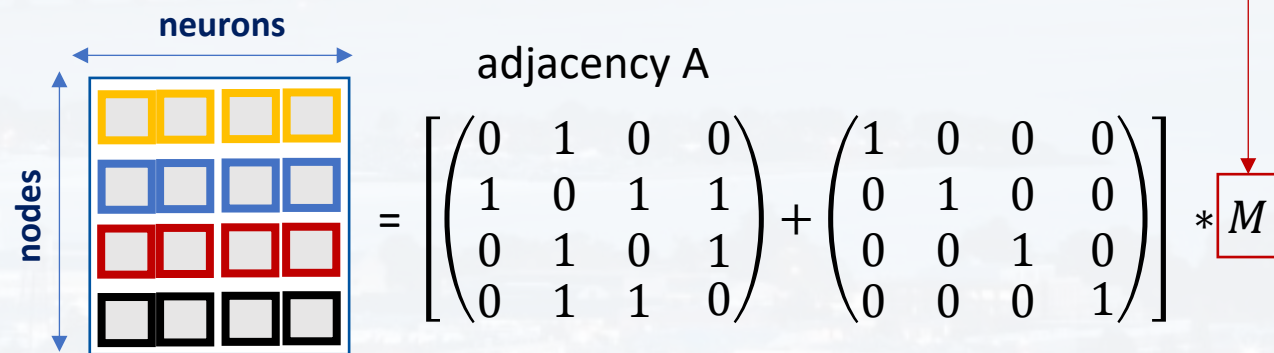 neurons
nodes
adjacency A
= [(0 1 0 0) + (1 0 0 0)] * M
1 0 1 1 0 1 0 0
0 1 0 1 0 0 1 0
0 1 1 0 0 0 0 1